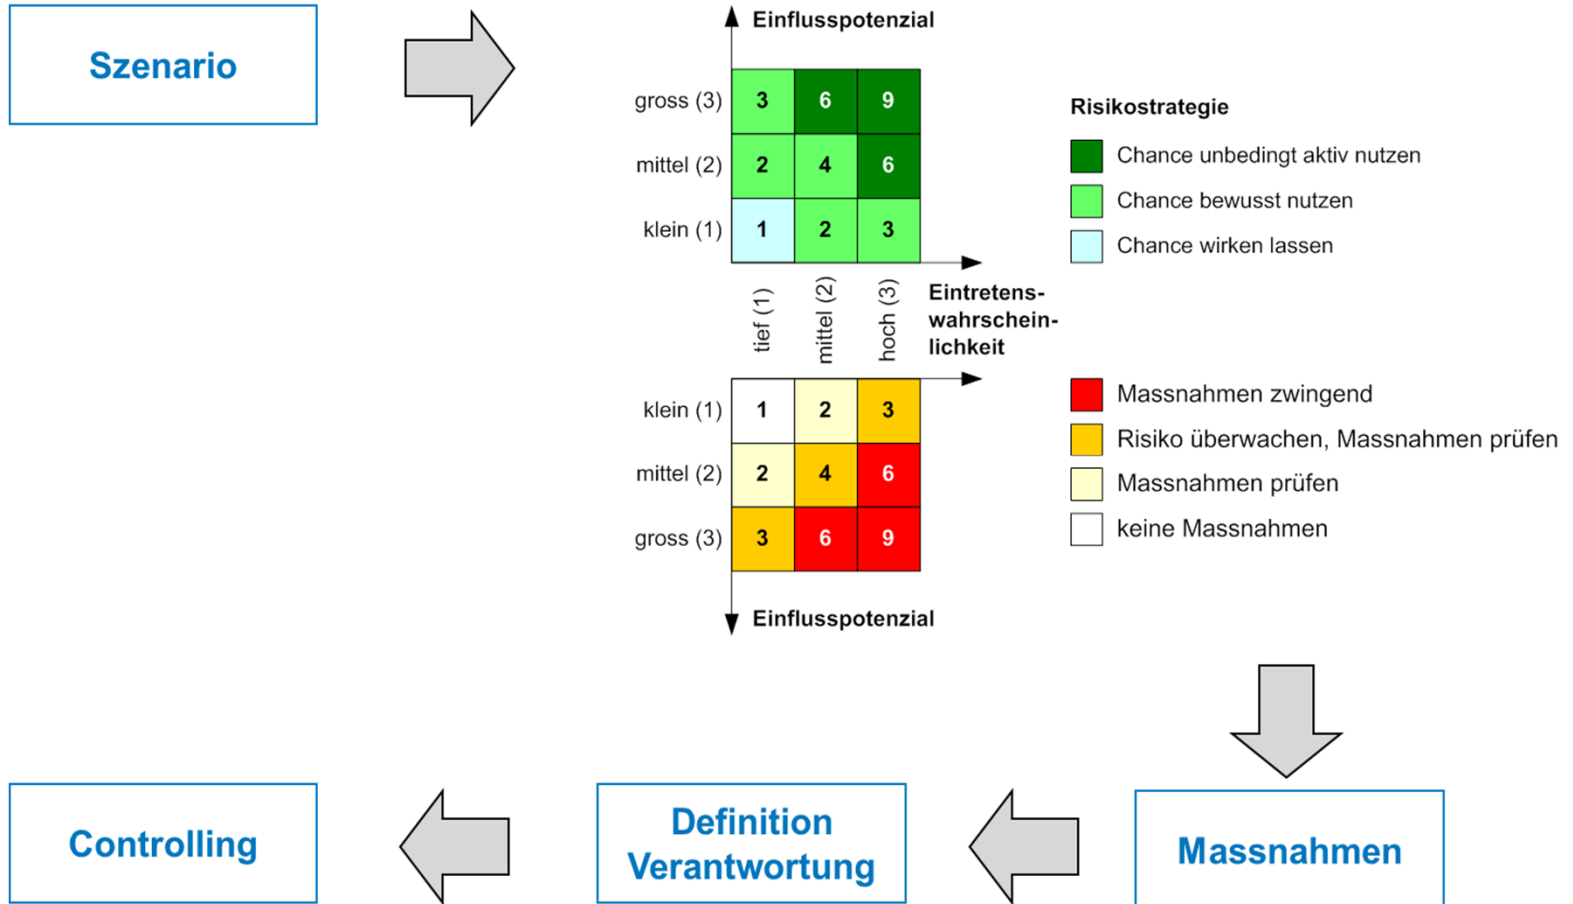 Szenario
Einflusspotenzial
gross (3) 3 6 9
mittel (2) 2 4 6
klein (1) 1 2 3
tief (1) mittel (2) hoch (3)
Eintretens-
wahrschein-
lichkeit
Risikostrategie
Chance unbedingt aktiv nutzen
Chance bewusst nutzen
Chance wirken lassen
klein (1) 1 2 3
mittel (2) 2 4 6
gross (3) 3 6 9
Einflusspotenzial
Massnahmen zwingend
Risiko überwachen, Massnahmen prüfen
Massnahmen prüfen
keine Massnahmen
Massnahmen
Definition
Verantwortung
Controlling